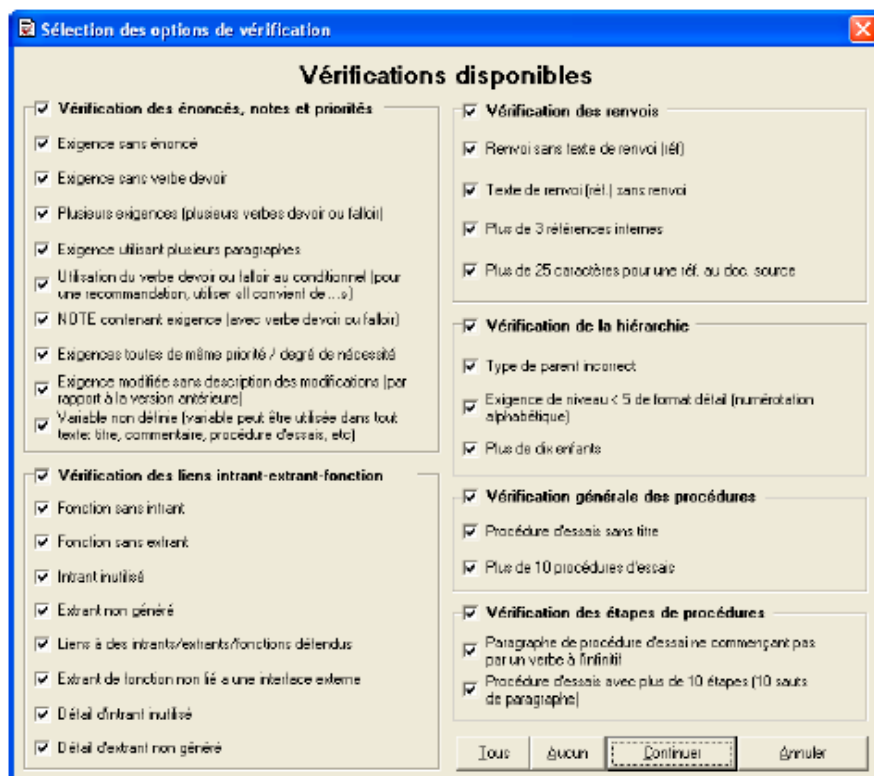 Sélection des options de vérification
Vérifications disponibles
Vérification des énoncés, notes et priorités
Exigence sans énoncé
Exigence sans verbe devoir
Plusieurs exigences (plusieurs verbes devoir ou falloir)
Exigence utilisant plusieurs paragraphes
Utilisation du verbe devoir ou falloir au conditionnel (pour
une recommandation, utiliser «Il convient de ...»)
NOTE contenant exigence (avec verbe devoir ou falloir)
Exigences toutes de même priorité / degré de nécessité
Exigence modifiée sans description des modifications (par
rapport à la version antérieure)
Variable non définie (variable peut être utilisée dans tout
texte: titre, commentaire, procédure d'essais, etc)
Vérification des liens intrant-extrant-fonction
Fonction sans intrant
Fonction sans extrant
Intrant inutilisé
Extrant non généré
Liens à des intrants/extrants/fonctions défendus
Extrant de fonction non lié a une interface externe
Détail d'intrant inutilisé
Détail d'extrant non généré
Vérification des renvois
Renvoi sans texte de renvoi (réf)
Texte de renvoi (réf.) sans renvoi
Plus de 3 références internes
Plus de 25 caractères pour une réf. au doc. source
Vérification de la hiérarchie
Type de parent incorrect
Exigence de niveau < 5 de format détail (numérotation
alphabétique)
Plus de dix enfants
Vérification générale des procédures
Procédure d'essais sans titre
Plus de 10 procédures d'essais
Vérification des étapes de procédures
Paragraphe de procédure d'essai ne commençant pas
par un verbe à l'infinitif
Procédure d'essais avec plus de 10 étapes (10 sauts
de paragraphe)
Tous Aucun Continuer Annuler